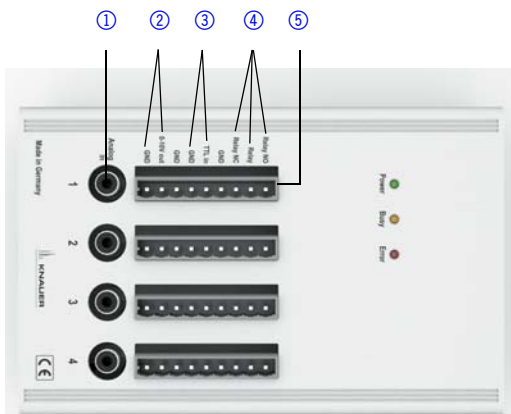 ① ② ③ ④ ⑤
Made in Germany
Analog
in
GND
0-10V out
GND
GND
TTL in
GND
Relay NC
Relay
Relay NO
1
2
3
4
Power
Busy
Error
KNAUER
CE